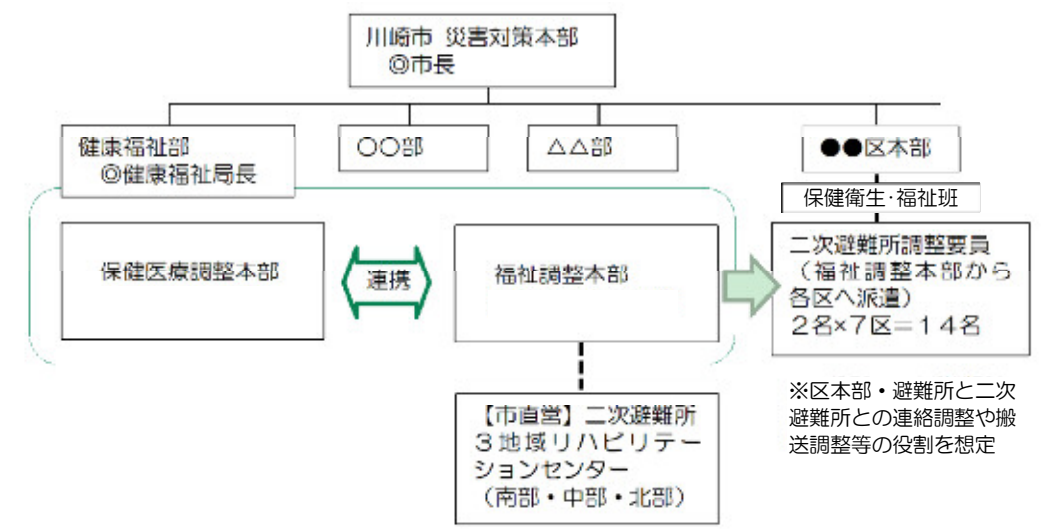 川崎市 災害対策本部
◎市長
健康福祉部
◎健康福祉局長
○○部
△△部
●●区本部
保健衛生・福祉班
保健医療調整本部
連携
福祉調整本部
二次避難所調整要員
（福祉調整本部から
各区へ派遣）
２名×７区＝１４名
※区本部・避難所と二次
避難所との連絡調整や搬
送調整等の役割を想定
【市直営】二次避難所
３地域リハビリテー
ションセンター
（南部・中部・北部）